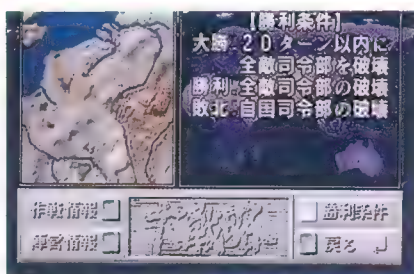 【勝利条件】
大勝 20ターン以内に
全敵司令部を破壊
勝利 全敵司令部の破壊
敗北 自国司令部の破壊
作戦情報
陣営情報
勝利条件
戻る